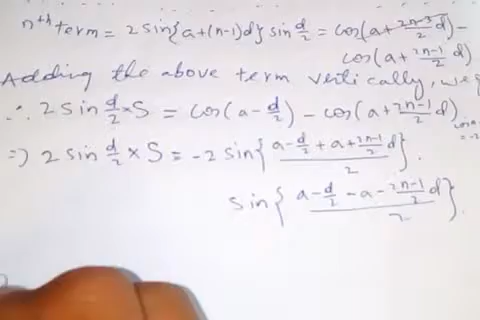 nth term = 2 sin{a+(n-1)d} sin d/2 = cos(a + 2n-3/2 d) -
cos(a + 2n-1/2 d)
Adding the above term vertically, we
∴ 2 sin d/2 × S = cos(a - d/2) - cos(a + 2n-1/2 d)
⇒ 2 sin d/2 × S = -2 sin{ a - d/2 + a + 2n-1/2 d / 2 }.
sin{ a - d/2 - a - 2n-1/2 d / 2 }.